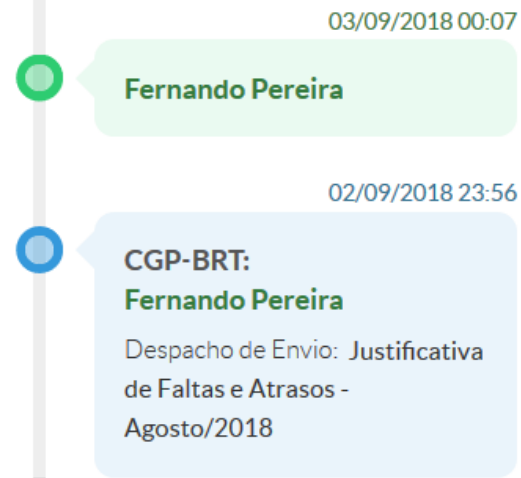 03/09/2018 00:07
Fernando Pereira
02/09/2018 23:56
CGP-BRT:
Fernando Pereira
Despacho de Envio: Justificativa
de Faltas e Atrasos -
Agosto/2018